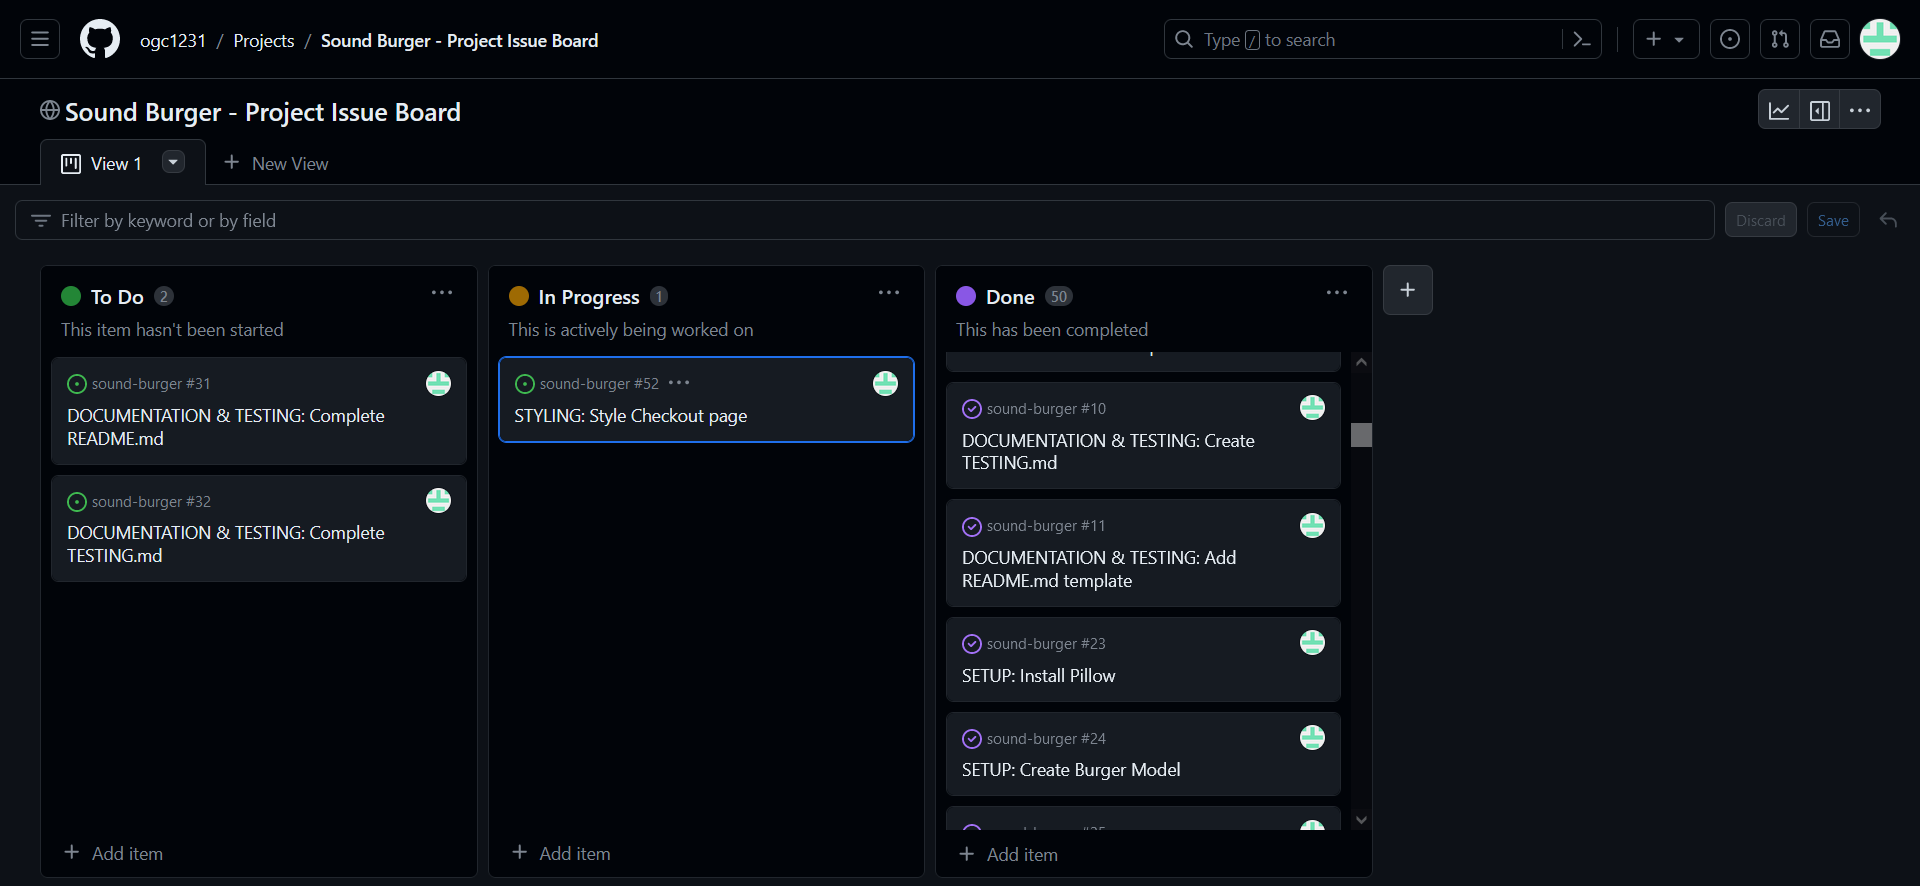 ogc1231 / Projects / Sound Burger - Project Issue Board
Type / to search
Sound Burger - Project Issue Board
View 1
New View
Filter by keyword or by field
Discard
Save
To Do 2
This item hasn't been started
sound-burger #31
DOCUMENTATION & TESTING: Complete
README.md
sound-burger #32
DOCUMENTATION & TESTING: Complete
TESTING.md
Add item
In Progress 1
This is actively being worked on
sound-burger #52
STYLING: Style Checkout page
Add item
Done 50
This has been completed
sound-burger #10
DOCUMENTATION & TESTING: Create
TESTING.md
sound-burger #11
DOCUMENTATION & TESTING: Add
README.md template
sound-burger #23
SETUP: Install Pillow
sound-burger #24
SETUP: Create Burger Model
Add item